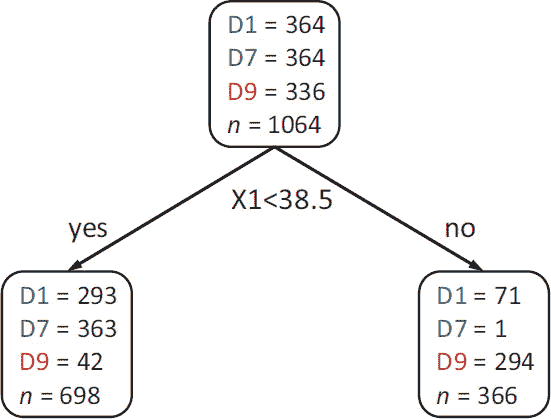 D1 = 364
D7 = 364
D9 = 336
n = 1064
X1<38.5
yes
no
D1 = 293
D7 = 363
D9 = 42
n = 698
D1 = 71
D7 = 1
D9 = 294
n = 366